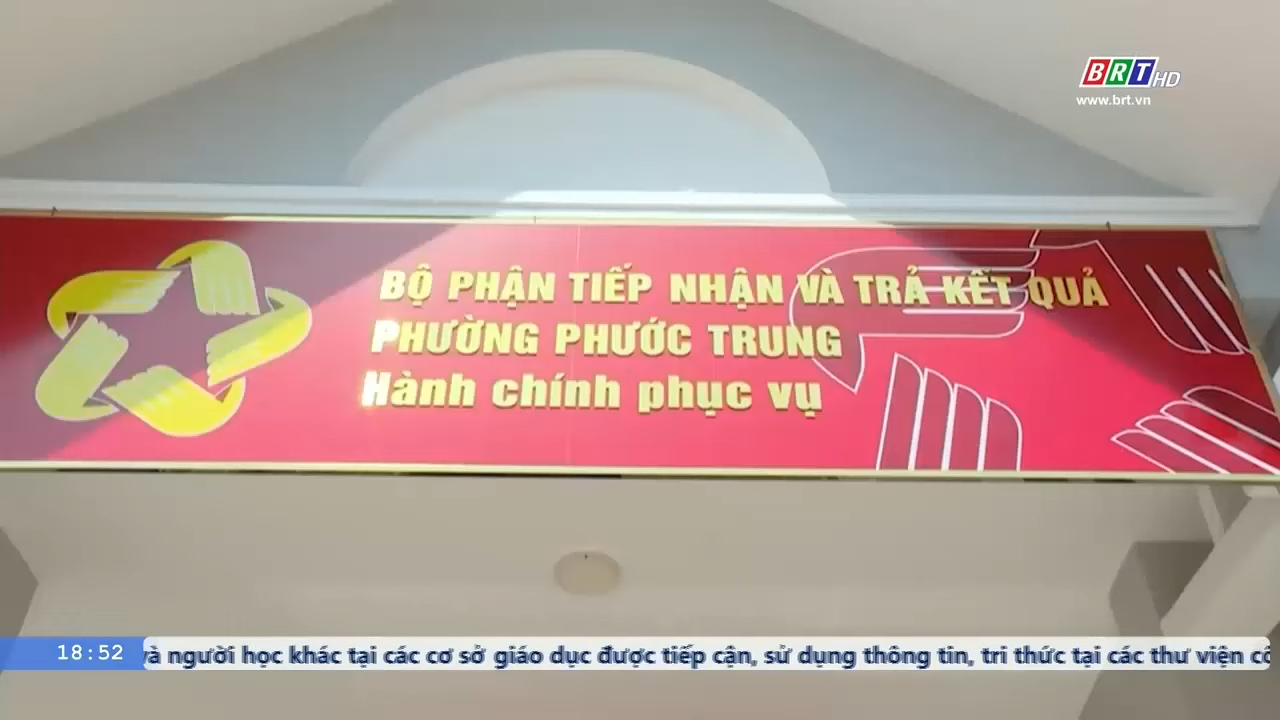 BRT HD
www.brt.vn
BỘ PHẬN TIẾP NHẬN VÀ TRẢ KẾT QUẢ
PHƯỜNG PHƯỚC TRUNG
Hành chính phục vụ
18:52 và người học khác tại các cơ sở giáo dục được tiếp cận, sử dụng thông tin, tri thức tại các thư viện